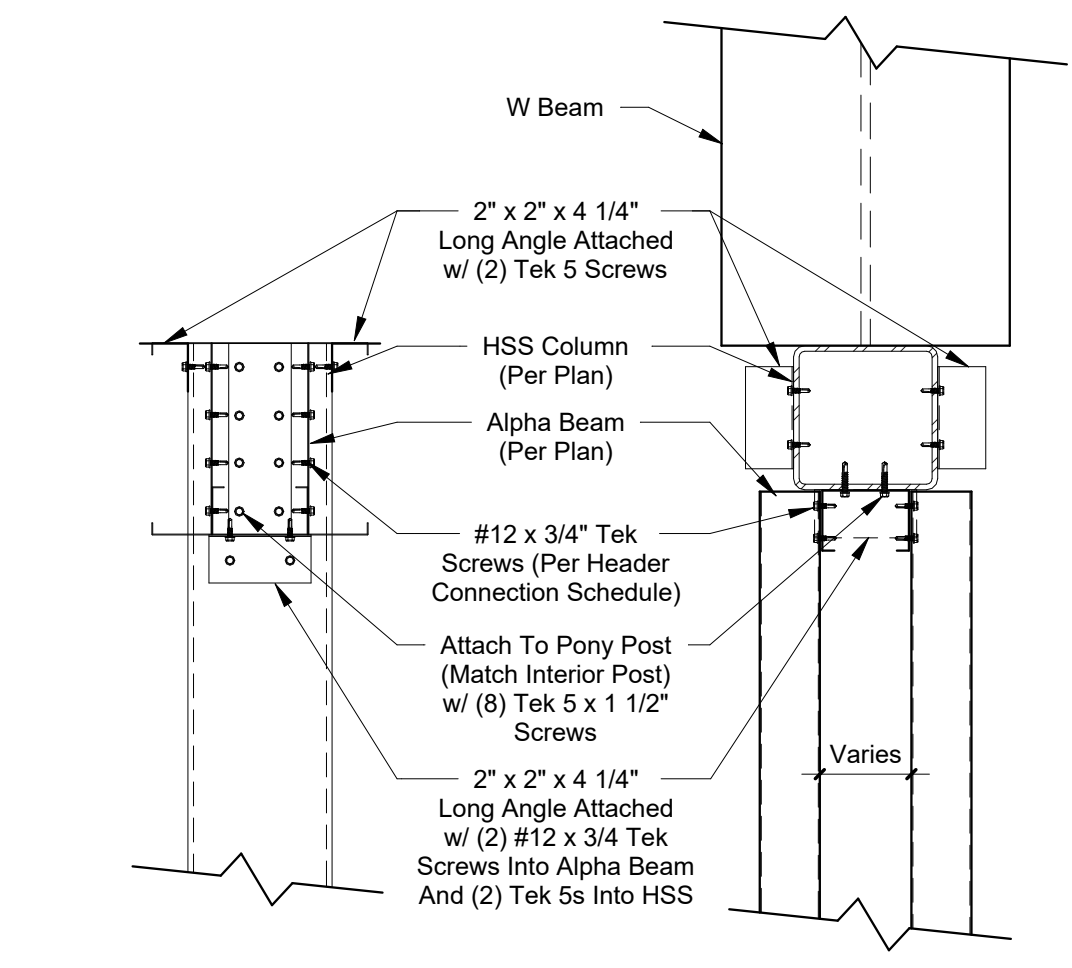 W Beam
2" x 2" x 4 1/4"
Long Angle Attached
w/ (2) Tek 5 Screws
HSS Column
(Per Plan)
Alpha Beam
(Per Plan)
#12 x 3/4" Tek
Screws (Per Header
Connection Schedule)
Attach To Pony Post
(Match Interior Post)
w/ (8) Tek 5 x 1 1/2"
Screws
Varies
2" x 2" x 4 1/4"
Long Angle Attached
w/ (2) #12 x 3/4 Tek
Screws Into Alpha Beam
And (2) Tek 5s Into HSS